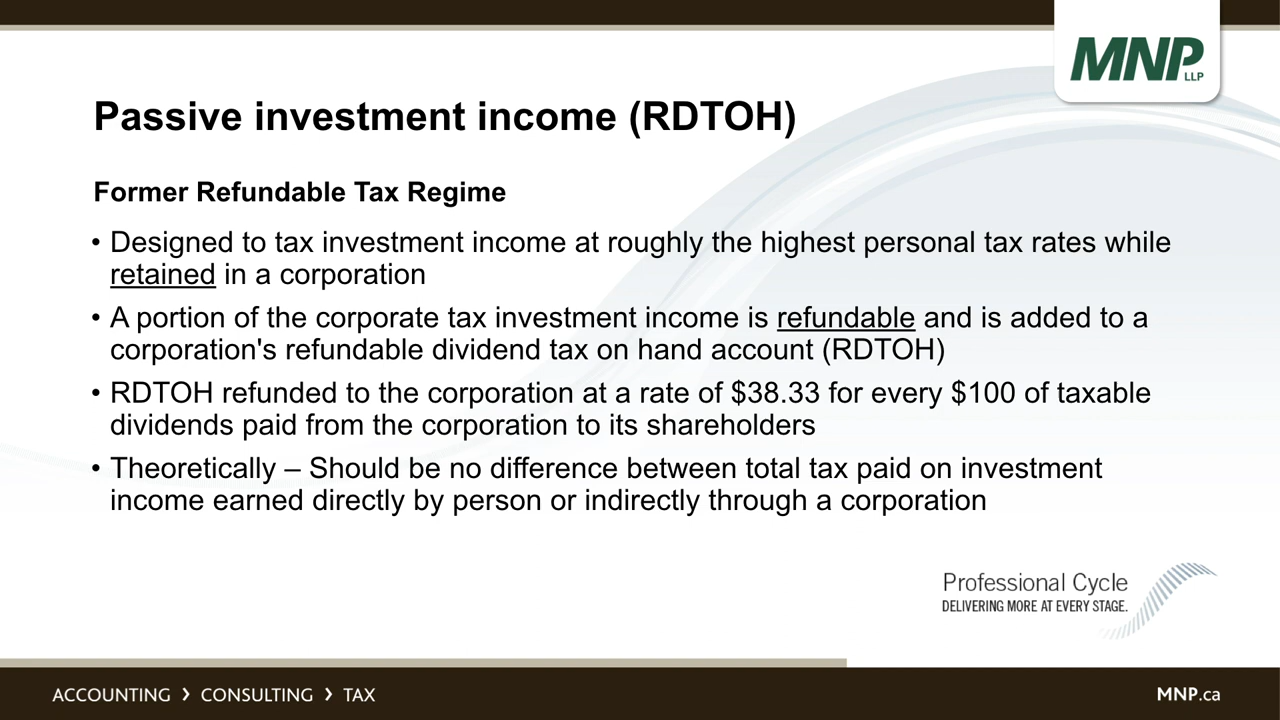 MNP
LLP
Passive investment income (RDTOH)
Former Refundable Tax Regime
• Designed to tax investment income at roughly the highest personal tax rates while
retained in a corporation
• A portion of the corporate tax investment income is refundable and is added to a
corporation's refundable dividend tax on hand account (RDTOH)
• RDTOH refunded to the corporation at a rate of $38.33 for every $100 of taxable
dividends paid from the corporation to its shareholders
• Theoretically – Should be no difference between total tax paid on investment
income earned directly by person or indirectly through a corporation
Professional Cycle
DELIVERING MORE AT EVERY STAGE.
ACCOUNTING › CONSULTING › TAX
MNP.ca